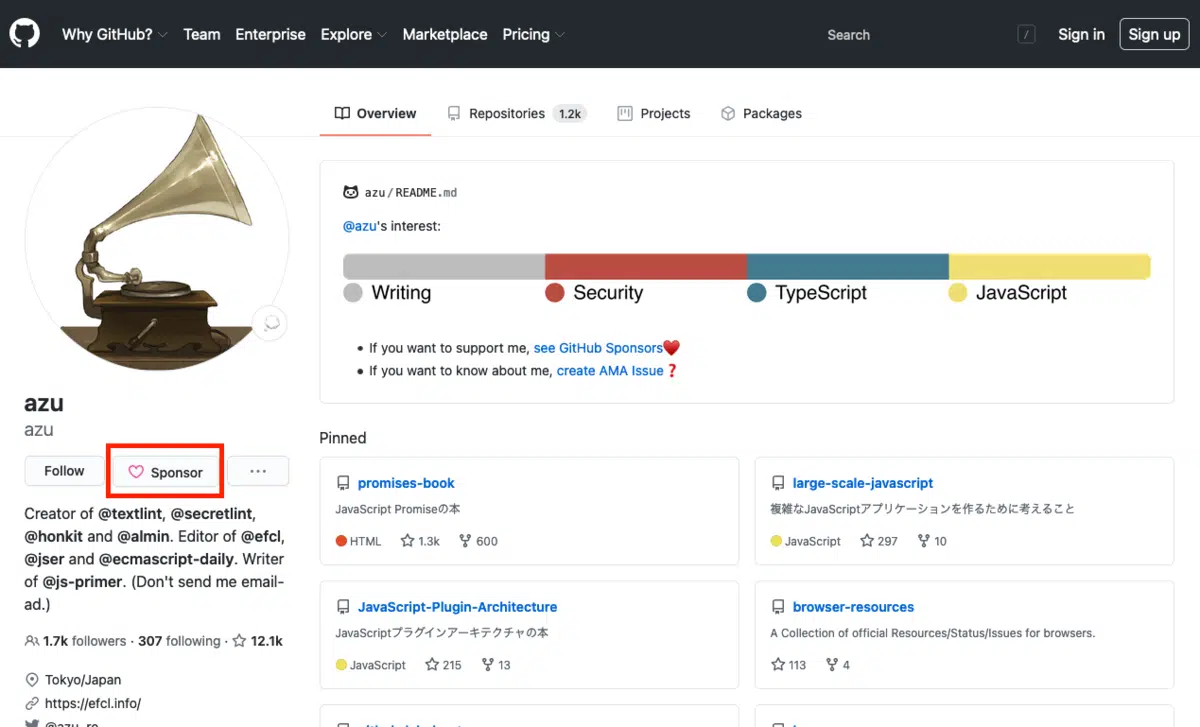 Why GitHub? Team Enterprise Explore Marketplace Pricing Search / Sign in Sign up
Overview Repositories 1.2k Projects Packages
azu/README.md
@azu's interest:
Writing Security TypeScript JavaScript
• If you want to support me, see GitHub Sponsors❤️
• If you want to know about me, create AMA Issue❓
azu
azu
Follow Sponsor ...
Creator of @textlint, @secretlint,
@honkit and @almin. Editor of @efcl,
@jser and @ecmascript-daily. Writer
of @js-primer. (Don't send me email-
ad.)
1.7k followers · 307 following · 12.1k
Tokyo/Japan
https://efcl.info/
Pinned
promises-book
JavaScript Promiseの本
HTML 1.3k 600
large-scale-javascript
複雑なJavaScriptアプリケーションを作るために考えること
JavaScript 297 10
JavaScript-Plugin-Architecture
JavaScriptプラグインアーキテクチャの本
JavaScript 215 13
browser-resources
A Collection of official Resources/Status/Issues for browsers.
113 4